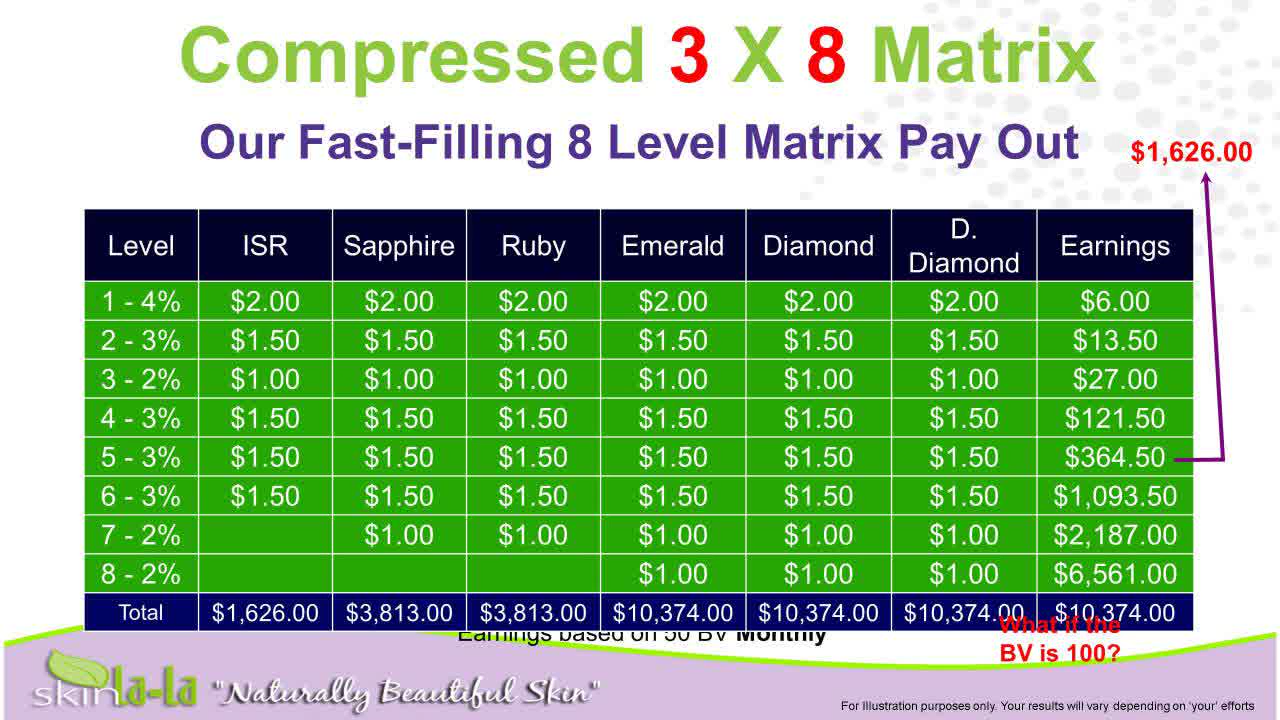 Compressed 3 X 8 Matrix
Our Fast-Filling 8 Level Matrix Pay Out
$1,626.00
Level ISR Sapphire Ruby Emerald Diamond D. Diamond Earnings
1 - 4% $2.00 $2.00 $2.00 $2.00 $2.00 $2.00 $6.00
2 - 3% $1.50 $1.50 $1.50 $1.50 $1.50 $1.50 $13.50
3 - 2% $1.00 $1.00 $1.00 $1.00 $1.00 $1.00 $27.00
4 - 3% $1.50 $1.50 $1.50 $1.50 $1.50 $1.50 $121.50
5 - 3% $1.50 $1.50 $1.50 $1.50 $1.50 $1.50 $364.50
6 - 3% $1.50 $1.50 $1.50 $1.50 $1.50 $1.50 $1,093.50
7 - 2% $1.00 $1.00 $1.00 $1.00 $1.00 $2,187.00
8 - 2% $1.00 $1.00 $1.00 $6,561.00
Total $1,626.00 $3,813.00 $3,813.00 $10,374.00 $10,374.00 $10,374.00 $10,374.00
Earnings based on 50 BV Monthly
What if the
BV is 100?
skin la-la "Naturally Beautiful Skin"
For Illustration purposes only. Your results will vary depending on 'your' efforts